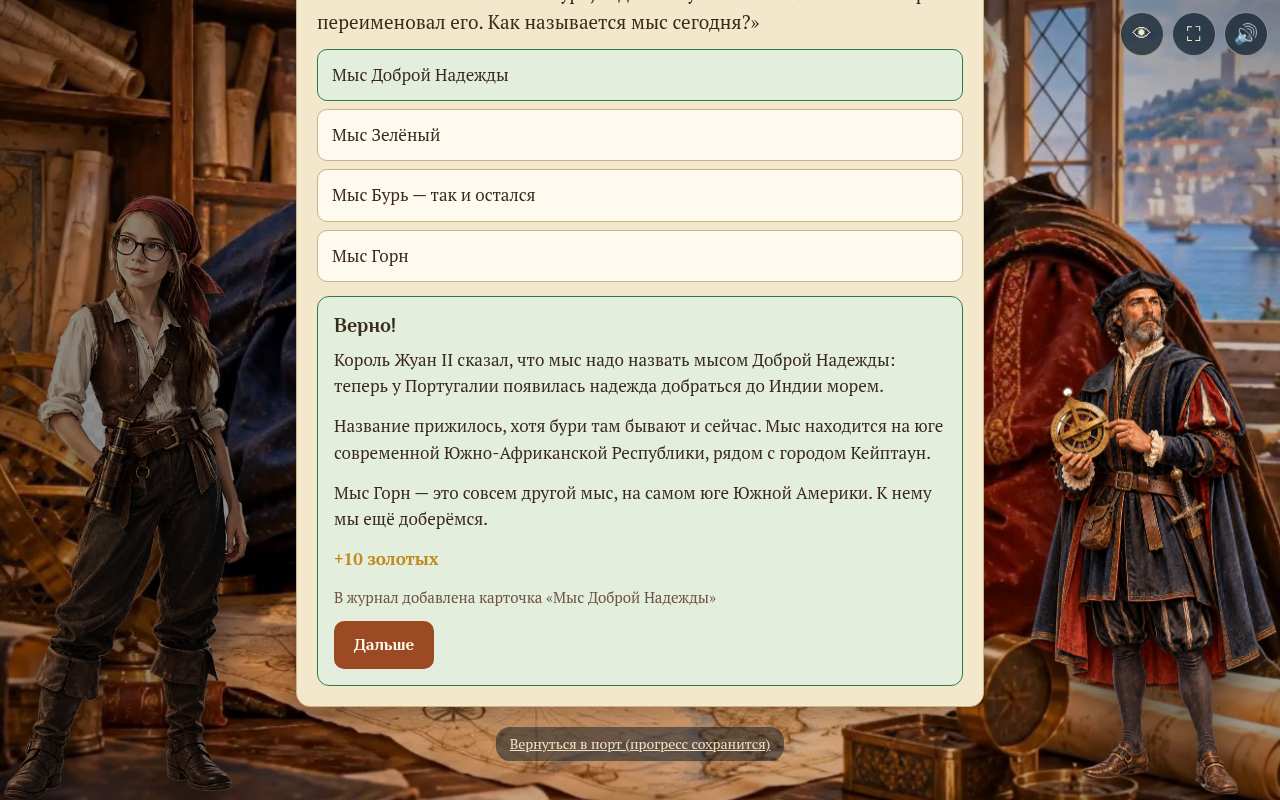 переименовал его. Как называется мыс сегодня?»
Мыс Доброй Надежды
Мыс Зелёный
Мыс Бурь — так и остался
Мыс Горн
Верно!
Король Жуан II сказал, что мыс надо назвать мысом Доброй Надежды:
теперь у Португалии появилась надежда добраться до Индии морем.
Название прижилось, хотя бури там бывают и сейчас. Мыс находится на юге
современной Южно-Африканской Республики, рядом с городом Кейптаун.
Мыс Горн — это совсем другой мыс, на самом юге Южной Америки. К нему
мы ещё доберёмся.
+10 золотых
В журнал добавлена карточка «Мыс Доброй Надежды»
Дальше
Вернуться в порт (прогресс сохранится)